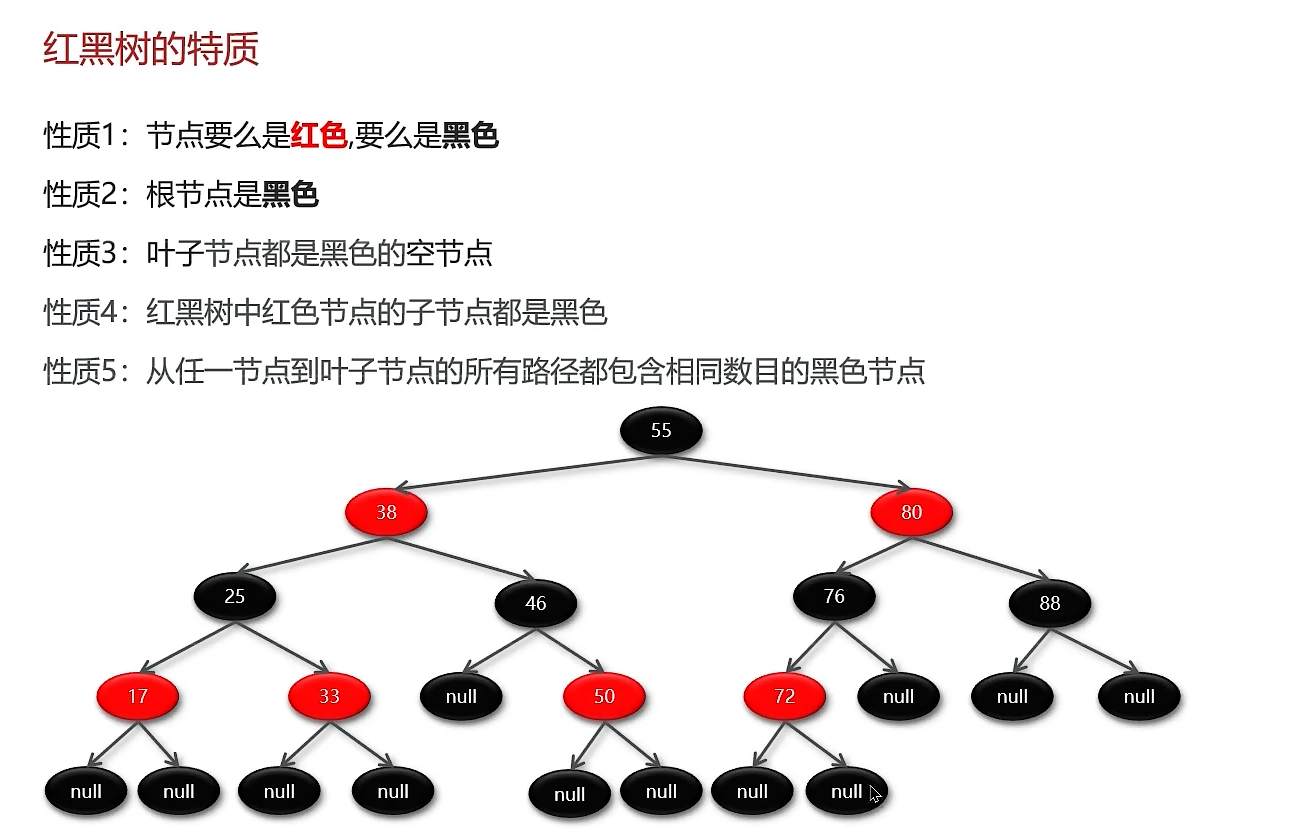 红黑树的特质
性质1：节点要么是红色,要么是黑色
性质2：根节点是黑色
性质3：叶子节点都是黑色的空节点
性质4：红黑树中红色节点的子节点都是黑色
性质5：从任一节点到叶子节点的所有路径都包含相同数目的黑色节点
55
38 80
25 46 76 88
17 33 null 50 72 null null null
null null null null null null null null